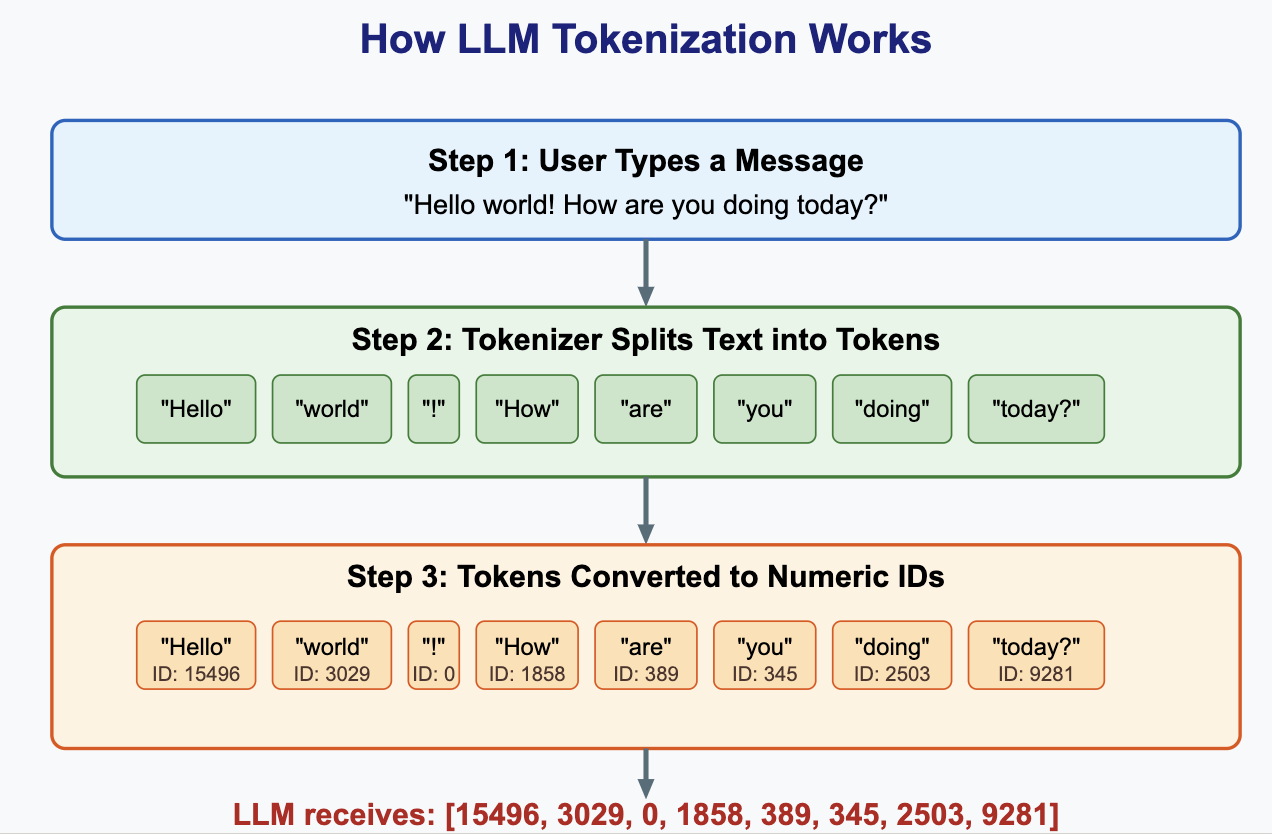 How LLM Tokenization Works
Step 1: User Types a Message
"Hello world! How are you doing today?"
Step 2: Tokenizer Splits Text into Tokens
"Hello" "world" "!" "How" "are" "you" "doing" "today?"
Step 3: Tokens Converted to Numeric IDs
"Hello" "world" "!" "How" "are" "you" "doing" "today?"
ID: 15496 ID: 3029 ID: 0 ID: 1858 ID: 389 ID: 345 ID: 2503 ID: 9281
LLM receives: [15496, 3029, 0, 1858, 389, 345, 2503, 9281]